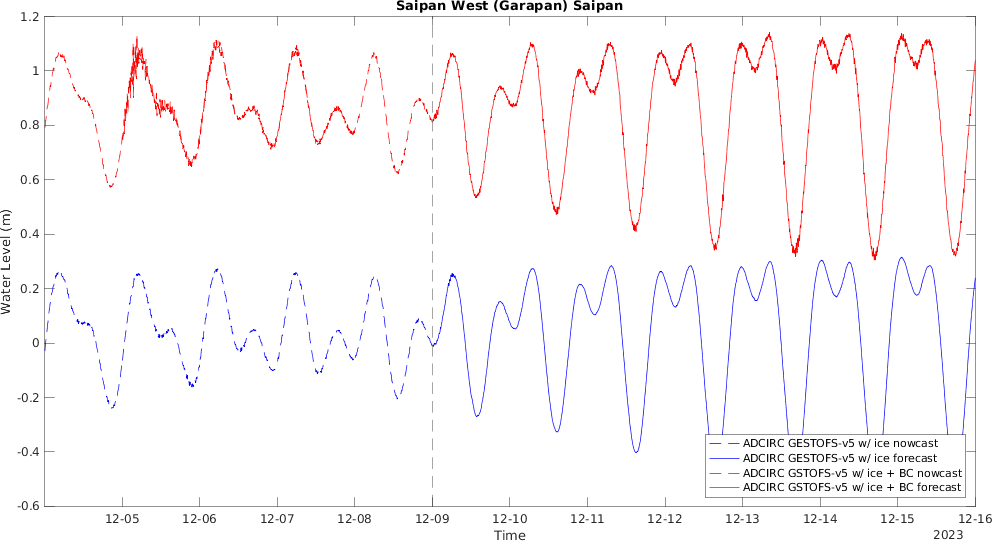 Saipan West (Garapan) Saipan
1.2
1
0.8
0.6
0.4
0.2
0
-0.2
-0.4
-0.6
Water Level (m)
ADCIRC GESTOFS-v5 w/ ice nowcast
ADCIRC GESTOFS-v5 w/ ice forecast
ADCIRC GSTOFS-v5 w/ ice + BC nowcast
ADCIRC GSTOFS-v5 w/ ice + BC forecast
12-05 12-06 12-07 12-08 12-09 12-10 12-11 12-12 12-13 12-14 12-15 12-16
Time
2023